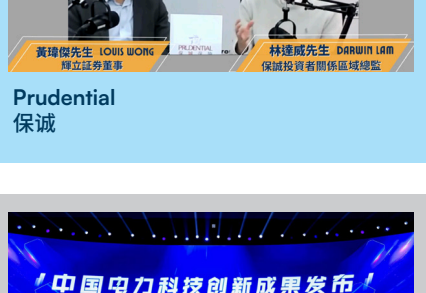 黃瑋傑先生 LOUIS WONG
輝立証券董事
PRUDENTIAL
林達威先生 DARWIN LAM
保誠投資者關係區域總監
Prudential
保诚
中国电力科技创新成果发布